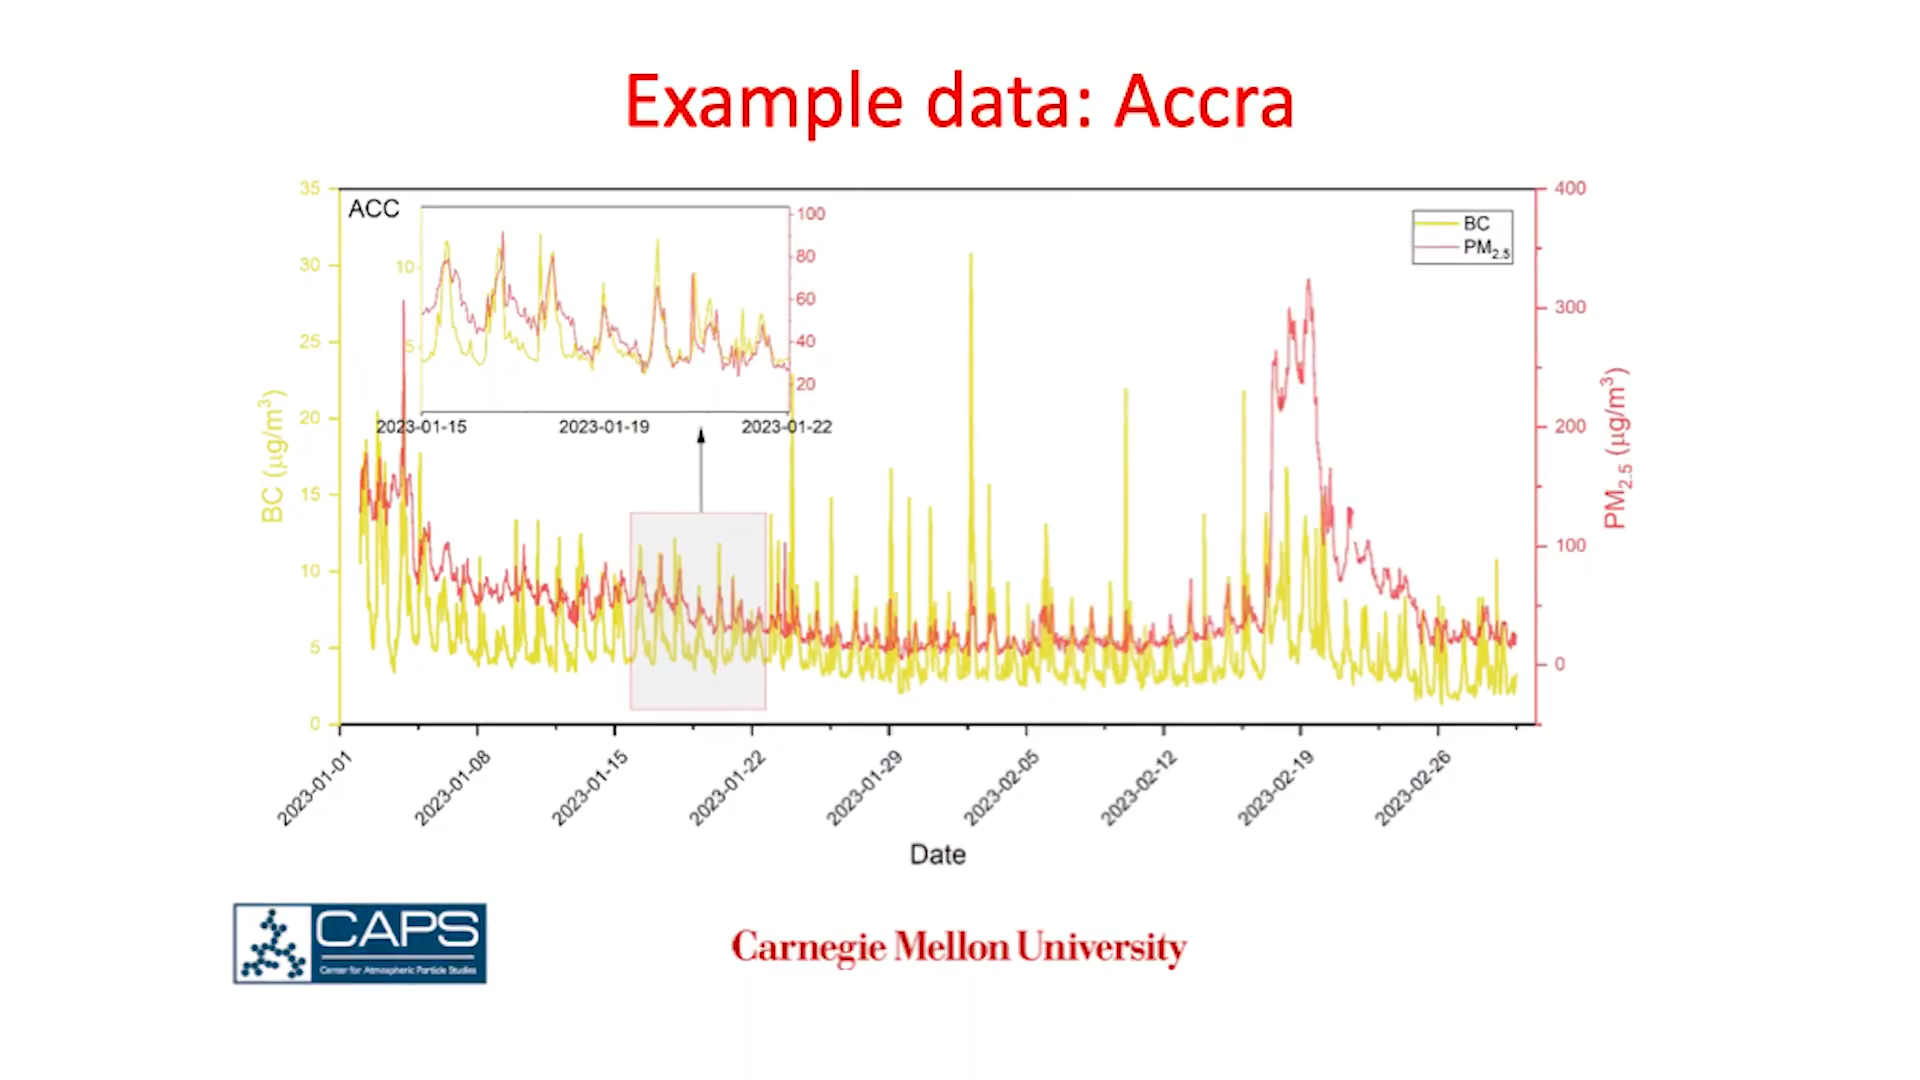 Example data: Accra
ACC
BC
PM2.5
35
30
25
20
15
10
5
0
BC (μg/m³)
400
300
200
100
0
PM2.5 (μg/m³)
10
5
100
80
60
40
20
2023-01-15 2023-01-19 2023-01-22
2023-01-01 2023-01-08 2023-01-15 2023-01-22 2023-01-29 2023-02-05 2023-02-12 2023-02-19 2023-02-26
Date
CAPS
Center for Atmospheric Particle Studies
Carnegie Mellon University